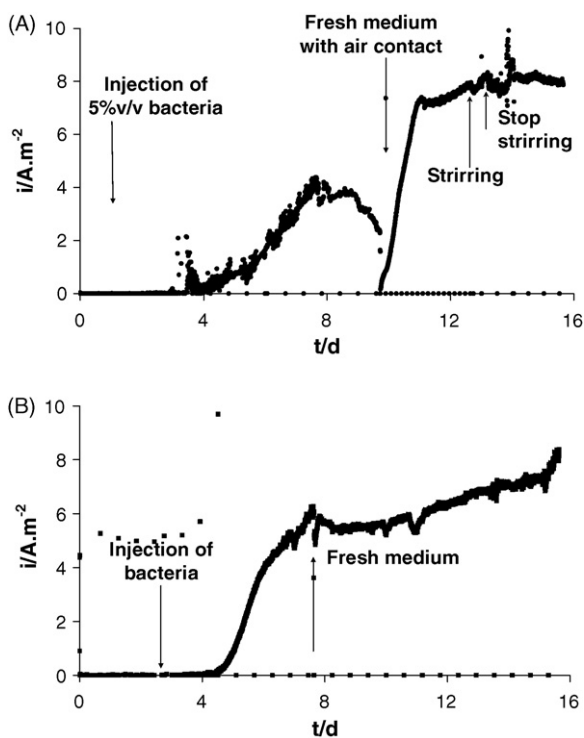 (A)
10
8
6
4
2
0
i/A.m-2
Injection of
5%v/v bacteria
Fresh medium
with air contact
Strirring
Stop
strirring
0 4 8 12 16
t/d
(B)
10
8
6
4
2
0
i/A.m-2
Injection of
bacteria
Fresh medium
0 4 8 12 16
t/d